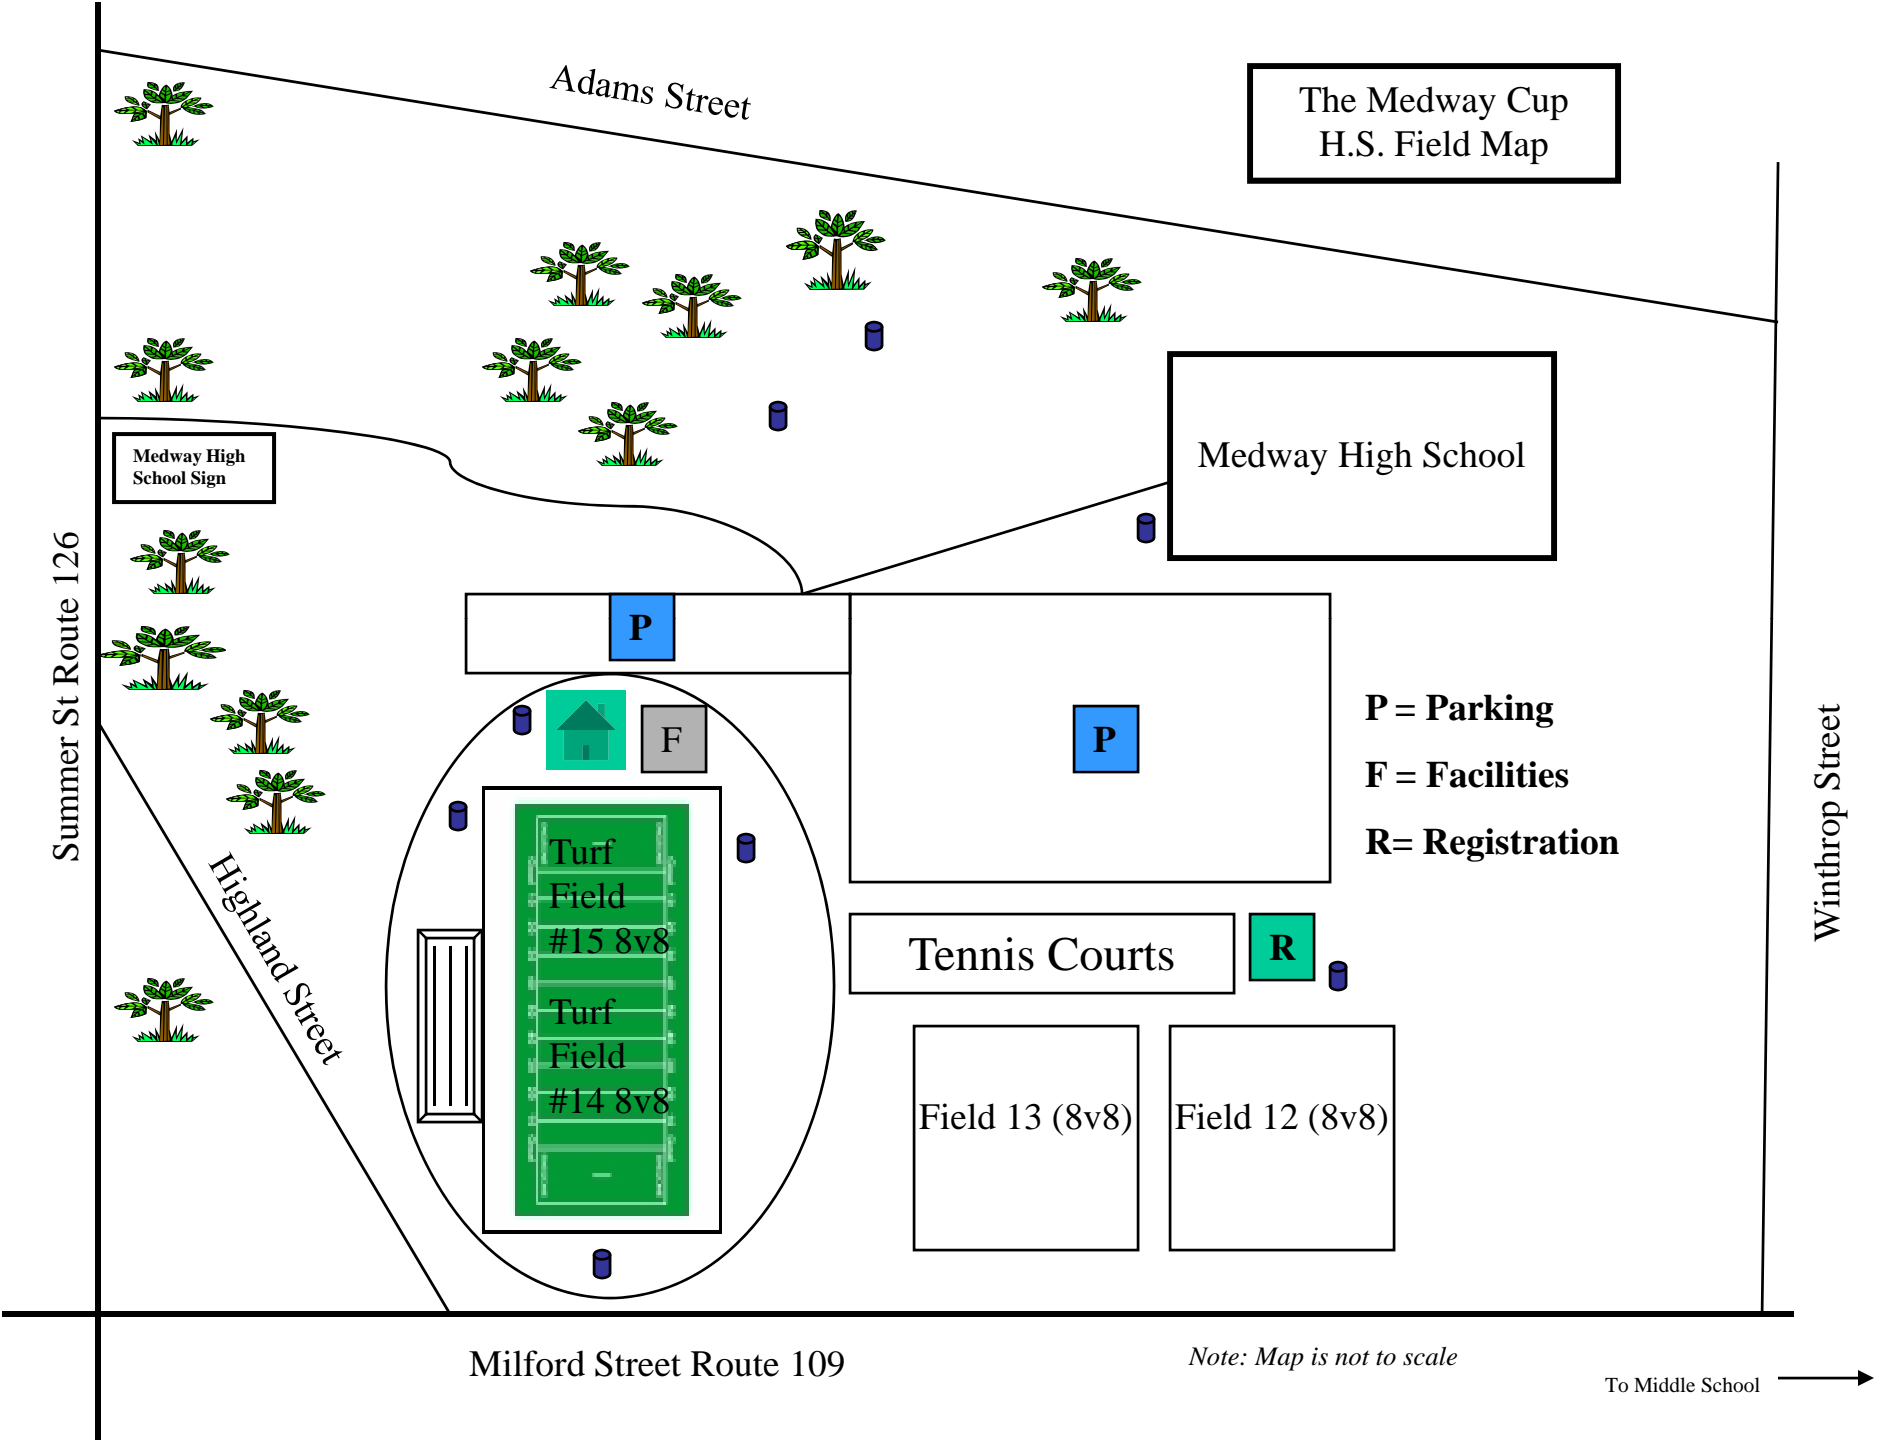 Adams Street
The Medway Cup
H.S. Field Map
Medway High
School Sign
Medway High School
Summer St Route 126
P
F
P
P = Parking
F = Facilities
R= Registration
Winthrop Street
Highland Street
Turf
Field
#15 8v8
Turf
Field
#14 8v8
Tennis Courts
R
Field 13 (8v8)
Field 12 (8v8)
Milford Street Route 109
Note: Map is not to scale
To Middle School